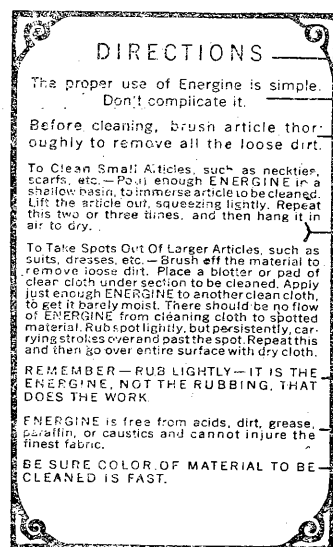 DIRECTIONS
The proper use of Energine is simple.
Don't complicate it.
Before cleaning, brush article thor-
oughly to remove all the loose dirt.
To Clean Small Articles, such as neckties,
scarfs, etc.—Pour enough ENERGINE in a
shallow basin, to immerse article to be cleaned.
Lift the article out, squeezing lightly. Repeat
this two or three times, and then hang it in
air to dry.
To Take Spots Out Of Larger Articles, such as
suits, dresses, etc.—Brush off the material to
remove loose dirt. Place a blotter or pad of
clean cloth under section to be cleaned. Apply
just enough ENERGINE to another clean cloth,
to get it barely moist. There should be no flow
of ENERGINE from cleaning cloth to spotted
material. Rub spot lightly, but persistently, car-
rying strokes over and past the spot. Repeat this
and then go over entire surface with dry cloth.
REMEMBER—RUB LIGHTLY—IT IS THE
ENERGINE, NOT THE RUBBING, THAT
DOES THE WORK.
ENERGINE is free from acids, dirt, grease,
paraffin, or caustics and cannot injure the
finest fabric.
BE SURE COLOR OF MATERIAL TO BE
CLEANED IS FAST.